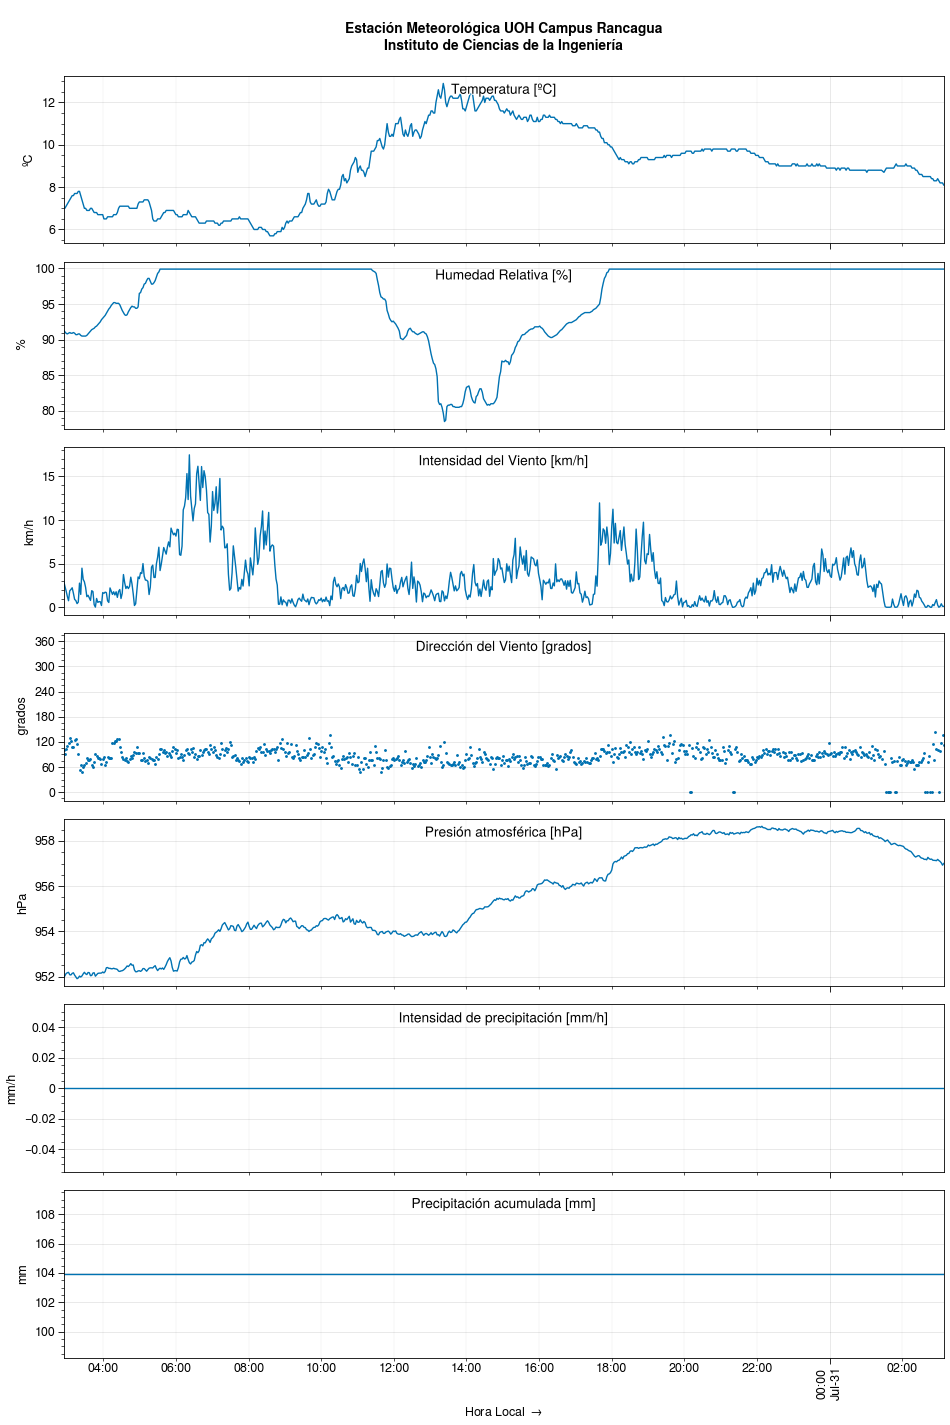 Estación Meteorológica UOH Campus Rancagua
Instituto de Ciencias de la Ingeniería
Temperatura [ºC]
ºC
12
10
8
6
Humedad Relativa [%]
%
100
95
90
85
80
Intensidad del Viento [km/h]
km/h
15
10
5
0
Dirección del Viento [grados]
grados
360
300
240
180
120
60
0
Presión atmosférica [hPa]
hPa
958
956
954
952
Intensidad de precipitación [mm/h]
mm/h
0.04
0.02
0
−0.02
−0.04
Precipitación acumulada [mm]
mm
108
106
104
102
100
04:00 06:00 08:00 10:00 12:00 14:00 16:00 18:00 20:00 22:00 00:00 02:00
Jul-31
Hora Local →